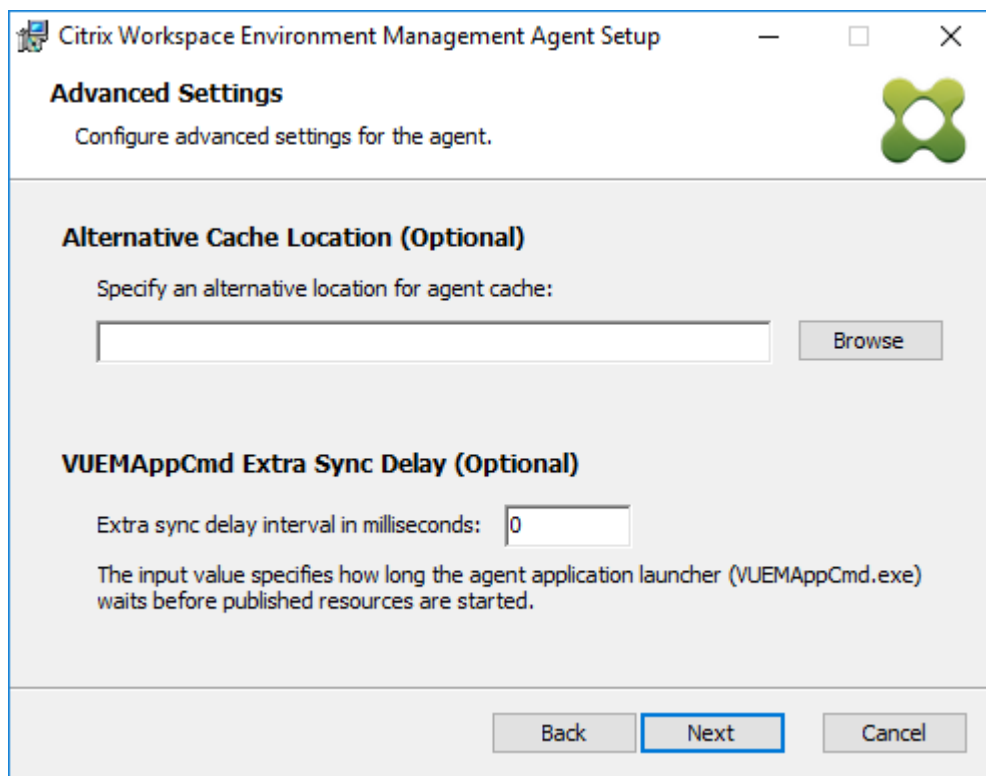 Citrix Workspace Environment Management Agent Setup
Advanced Settings
Configure advanced settings for the agent.
Alternative Cache Location (Optional)
Specify an alternative location for agent cache:
Browse
VUEMAppCmd Extra Sync Delay (Optional)
Extra sync delay interval in milliseconds: 0
The input value specifies how long the agent application launcher (VUEMAppCmd.exe)
waits before published resources are started.
Back Next Cancel